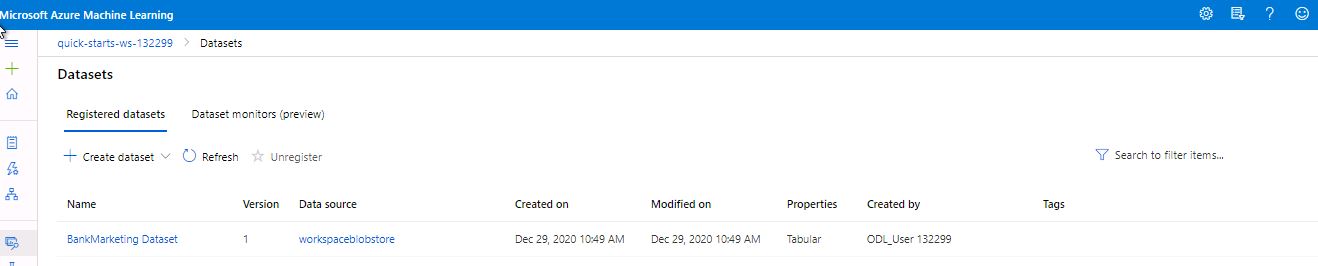 Microsoft Azure Machine Learning
quick-starts-ws-132299 > Datasets
Datasets
Registered datasets Dataset monitors (preview)
Create dataset Refresh Unregister Search to filter items...
Name Version Data source Created on Modified on Properties Created by Tags
BankMarketing Dataset 1 workspaceblobstore Dec 29, 2020 10:49 AM Dec 29, 2020 10:49 AM Tabular ODL_User 132299